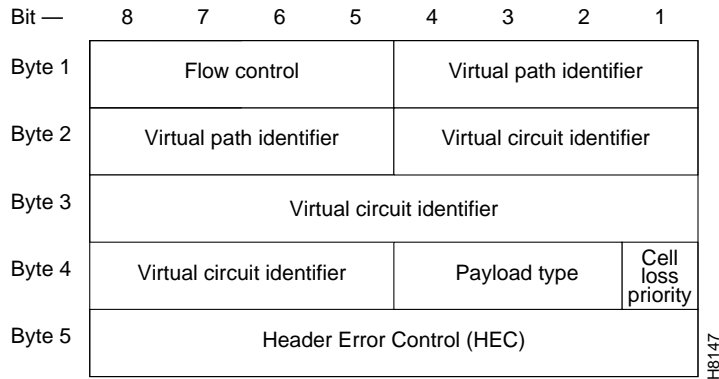 Bit — 8 7 6 5 4 3 2 1
Byte 1 Flow control Virtual path identifier
Byte 2 Virtual path identifier Virtual circuit identifier
Byte 3 Virtual circuit identifier
Byte 4 Virtual circuit identifier Payload type Cell
loss
priority
Byte 5 Header Error Control (HEC)
H8147